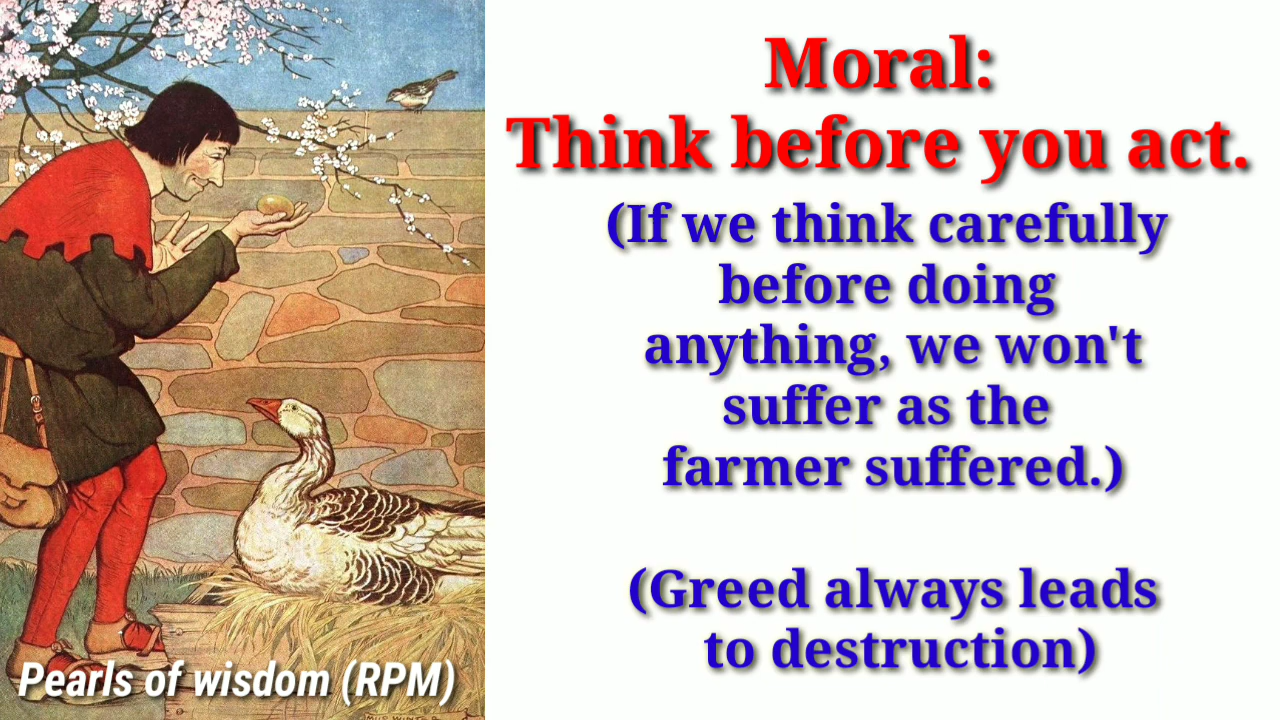 Moral:
Think before you act.
(If we think carefully
before doing
anything, we won't
suffer as the
farmer suffered.)
(Greed always leads
to destruction)
Pearls of wisdom (RPM)